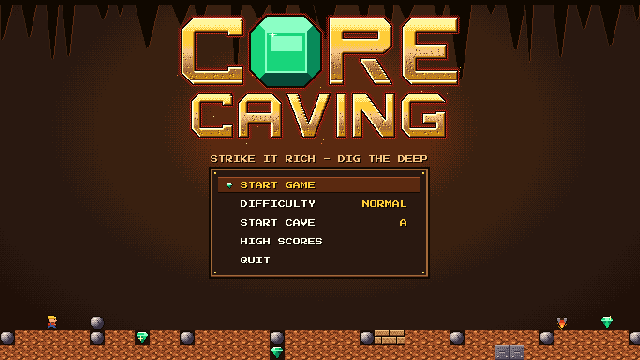 CORE
CAVING
STRIKE IT RICH - DIG THE DEEP
START GAME
DIFFICULTY NORMAL
START CAVE A
HIGH SCORES
QUIT